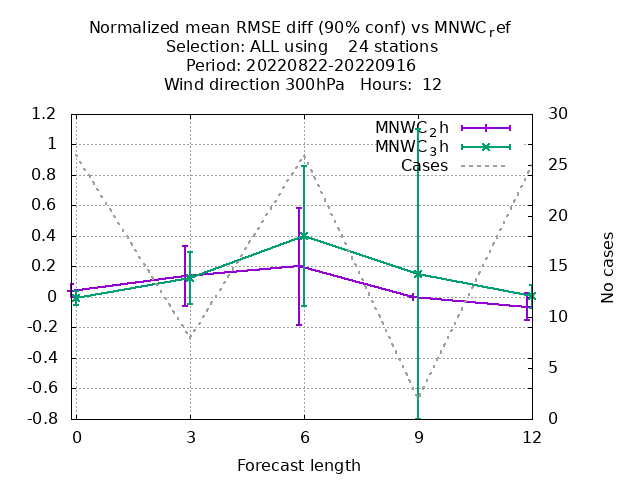 Normalized mean RMSE diff (90% conf) vs MNWC_ref
Selection: ALL using 24 stations
Period: 20220822-20220916
Wind direction 300hPa Hours: 12
MNWC_2h
MNWC_3h
Cases
1.2
1
0.8
0.6
0.4
0.2
0
-0.2
-0.4
-0.6
-0.8
30
25
20
15
10
5
0
No cases
0 3 6 9 12
Forecast length